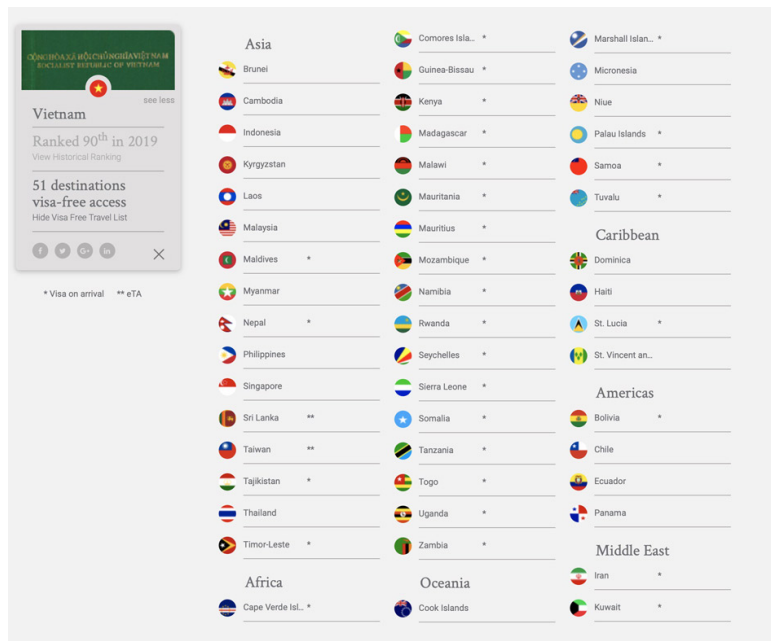 CỘNG HÒA XÃ HỘI CHỦ NGHĨA VIỆT NAM
SOCIALIST REPUBLIC OF VIETNAM
see less
Vietnam
Ranked 90th in 2019
View Historical Ranking
51 destinations
visa-free access
Hide Visa Free Travel List
f G+ in
* Visa on arrival ** eTA
Asia
Brunei
Cambodia
Indonesia
Kyrgyzstan
Laos
Malaysia
Maldives *
Myanmar
Nepal *
Philippines
Singapore
Sri Lanka **
Taiwan **
Tajikistan *
Thailand
Timor-Leste *
Africa
Cape Verde Isl... *
Comores Isla... *
Guinea-Bissau *
Kenya *
Madagascar *
Malawi *
Mauritania *
Mauritius *
Mozambique *
Namibia *
Rwanda *
Seychelles *
Sierra Leone *
Somalia *
Tanzania *
Togo *
Uganda *
Zambia *
Oceania
Cook Islands
Marshall Islan... *
Micronesia
Niue
Palau Islands *
Samoa *
Tuvalu *
Caribbean
Dominica
Haiti
St. Lucia *
St. Vincent an...
Americas
Bolivia *
Chile
Ecuador
Panama
Middle East
Iran *
Kuwait *